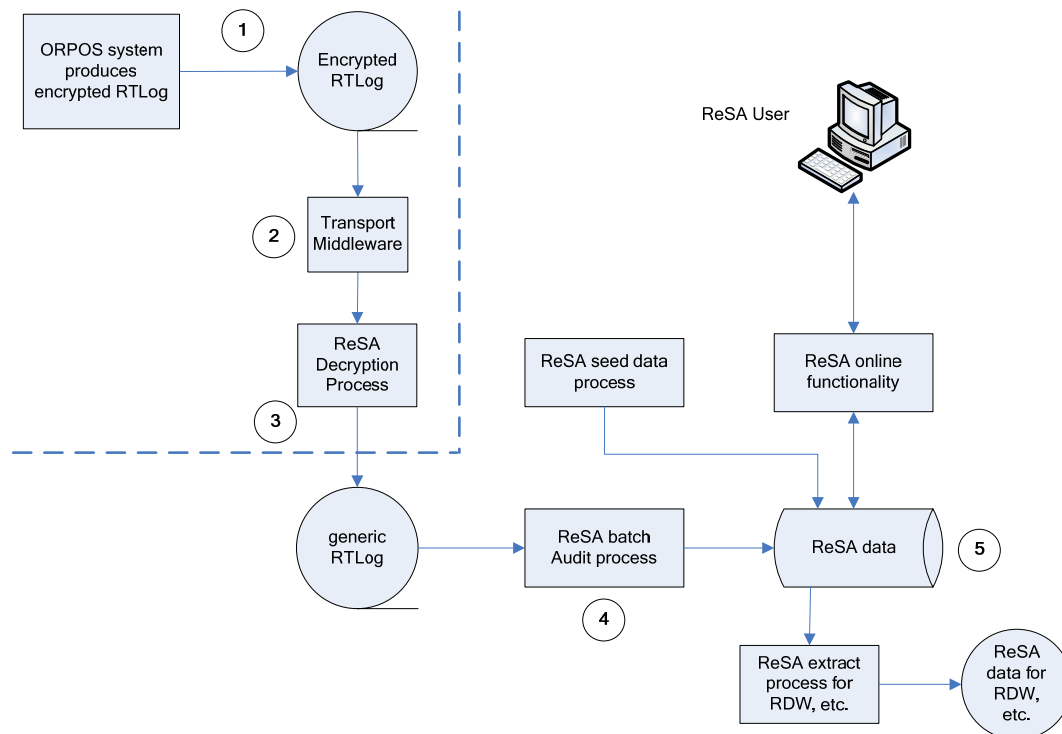 1
ORPOS system
produces
encrypted RTLog
Encrypted
RTLog
ReSA User
2
Transport
Middleware
ReSA
Decryption
Process
3
ReSA seed data
process
ReSA online
functionality
generic
RTLog
ReSA batch
Audit process
4
ReSA data
5
ReSA extract
process for
RDW, etc.
ReSA
data for
RDW,
etc.